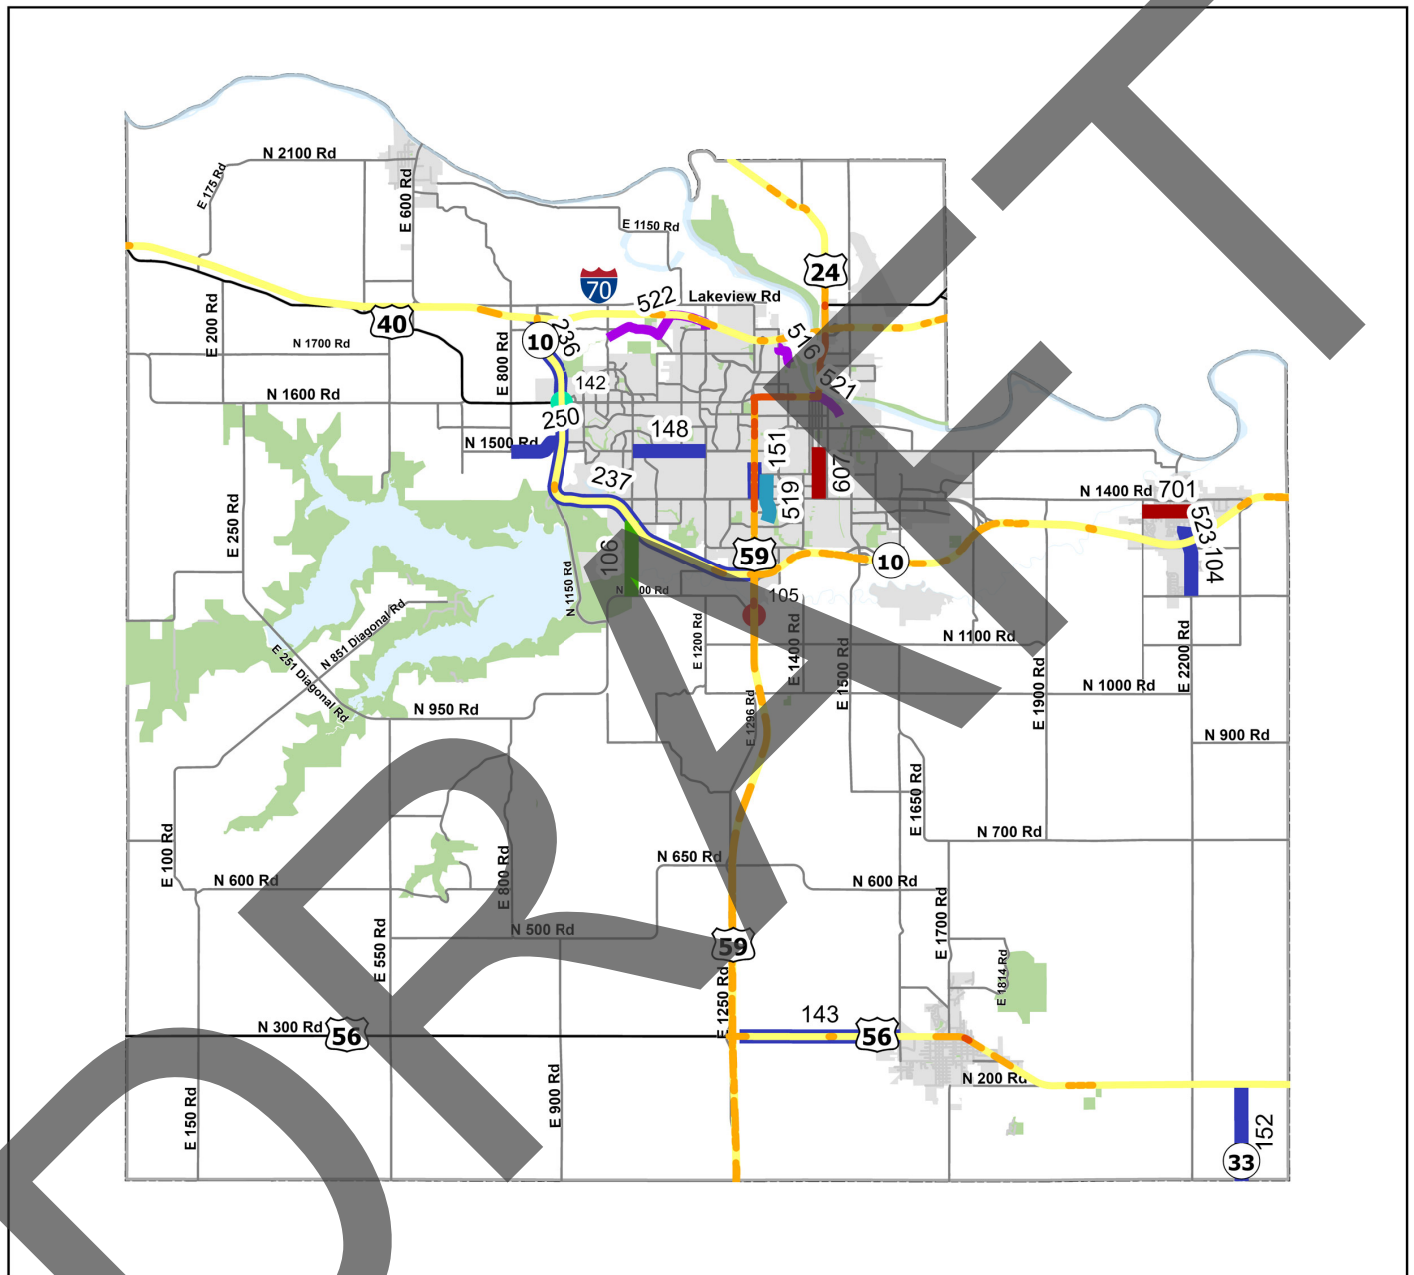 N 2100 Rd
E 175 Rd
E 600 Rd
E 1150 Rd
24
70
522
Lakeview Rd
E 200 Rd
40
10
236
516
N 1700 Rd
E 800 Rd
142
521
N 1600 Rd
250
148
N 1500 Rd
151
607
237
519
N 1400 Rd
701
523
E 250 Rd
106
59
10
104
N 1150 Rd
105
N 851 Diagonal Rd
E 251 Diagonal Rd
E 1200 Rd
E 1400 Rd
E 1500 Rd
N 1100 Rd
E 1900 Rd
E 2200 Rd
N 1000 Rd
N 950 Rd
E 1296 Rd
N 900 Rd
E 1650 Rd
N 700 Rd
E 100 Rd
N 600 Rd
E 800 Rd
N 650 Rd
N 600 Rd
E 550 Rd
N 500 Rd
59
E 1700 Rd
E 1814 Rd
E 1250 Rd
N 300 Rd
56
143
56
N 200 Rd
E 150 Rd
E 900 Rd
152
33
DRAFT